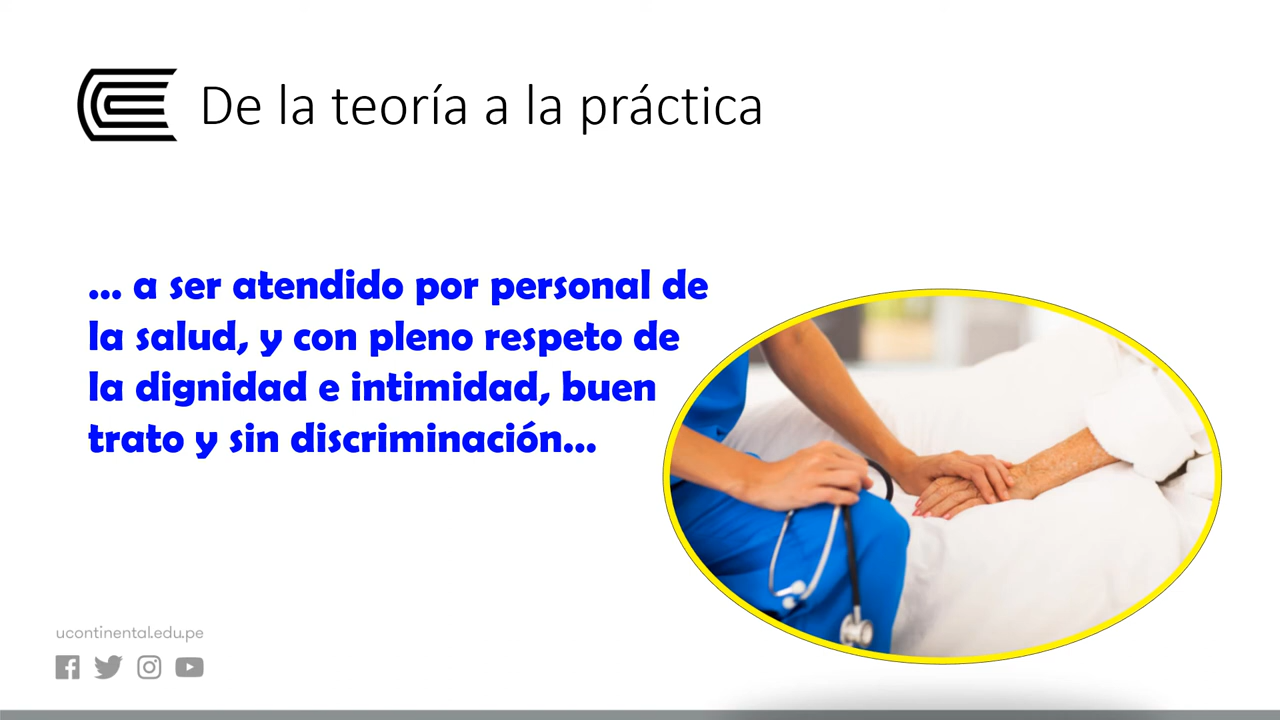 De la teoría a la práctica
... a ser atendido por personal de
la salud, y con pleno respeto de
la dignidad e intimidad, buen
trato y sin discriminación...
ucontinental.edu.pe